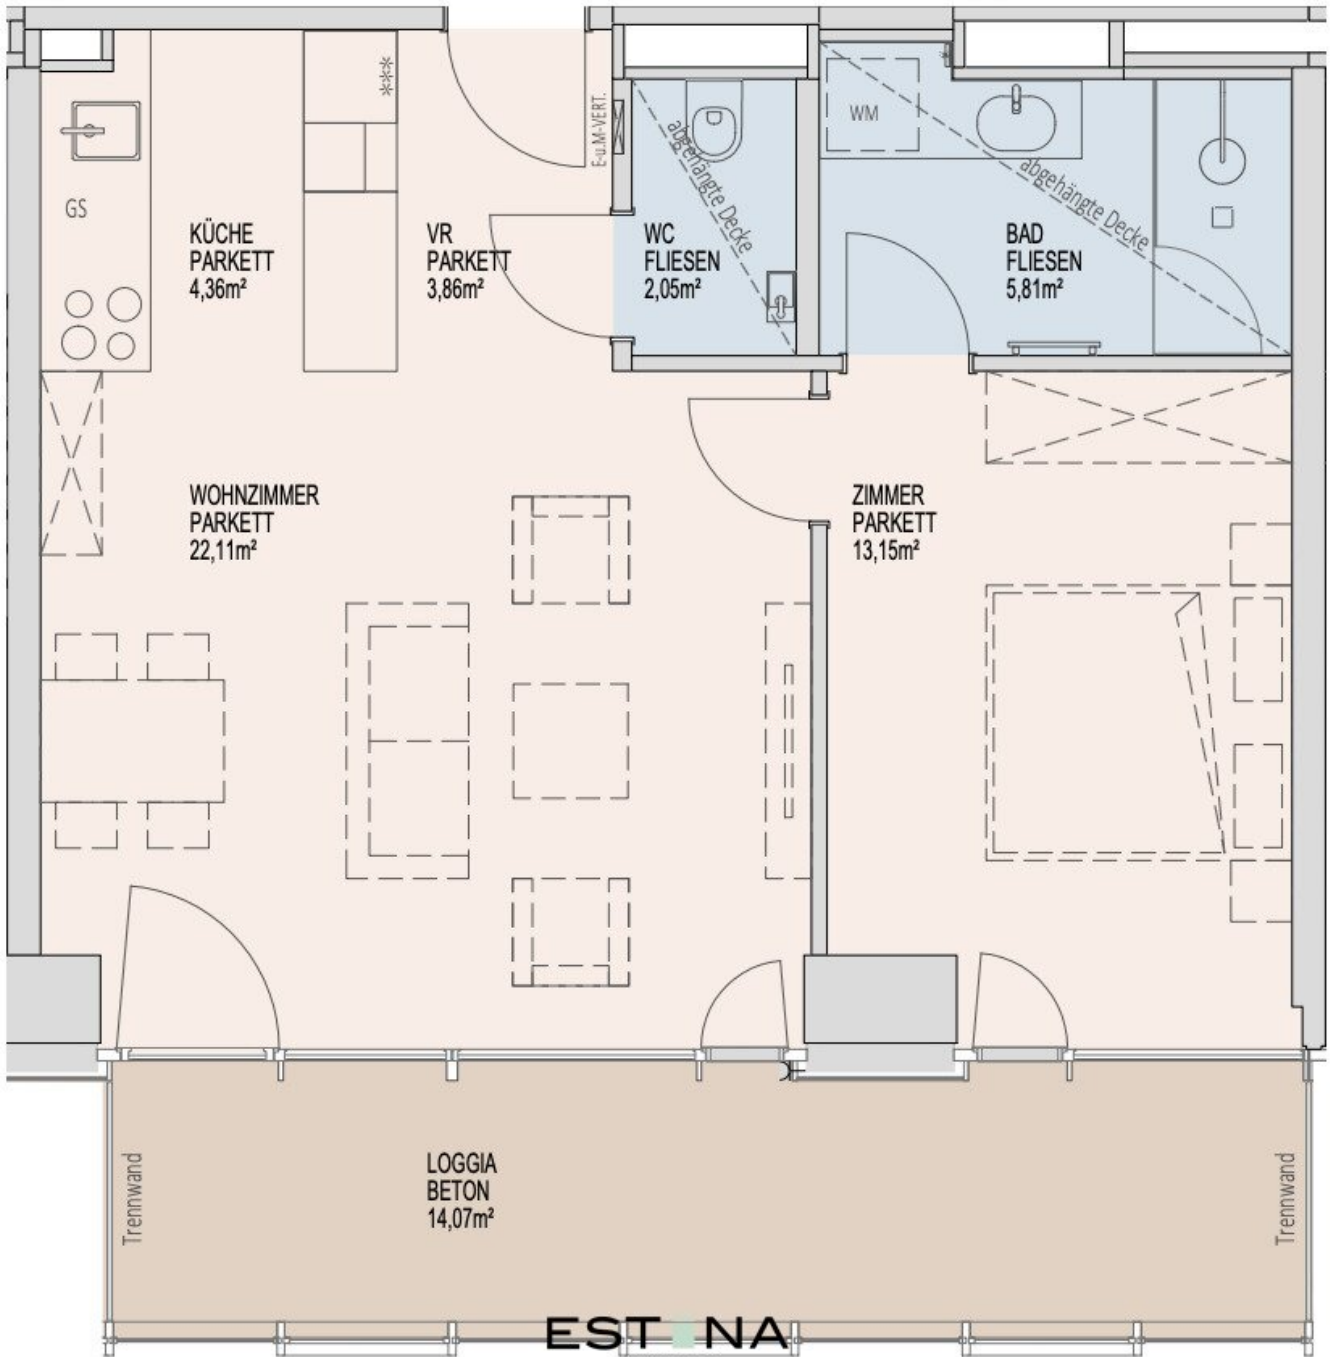 ***
E-u.M-VERT.
WM
abgehängte Decke
abgehängte Decke
GS
KÜCHE
PARKETT
4,36m²
VR
PARKETT
3,86m²
WC
FLIESEN
2,05m²
BAD
FLIESEN
5,81m²
WOHNZIMMER
PARKETT
22,11m²
ZIMMER
PARKETT
13,15m²
Trennwand
LOGGIA
BETON
14,07m²
Trennwand
EST NA